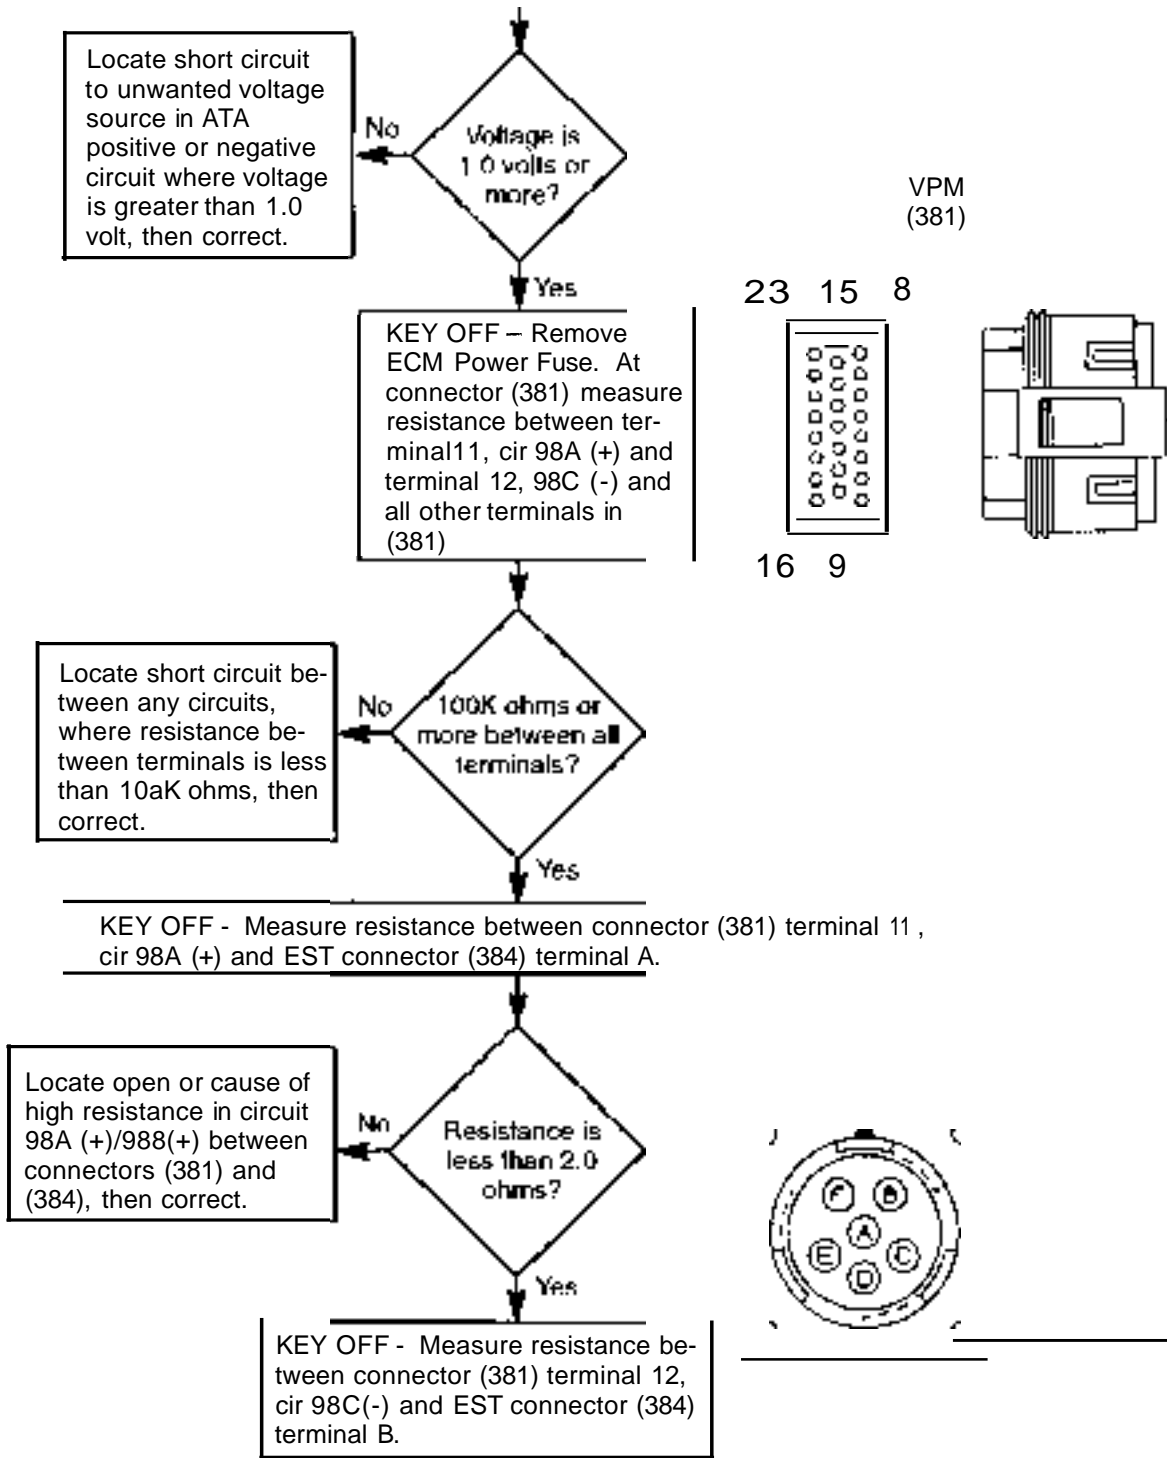 Locate short circuit
to unwanted voltage
source in ATA
positive or negative
circuit where voltage
is greater than 1.0
volt, then correct.
No
Voltage is
1.0 volts or
more?
Yes
VPM
(381)
23 15 8
16 9
KEY OFF – Remove
ECM Power Fuse. At
connector (381) measure
resistance between ter-
minal11, cir 98A (+) and
terminal 12, 98C (-) and
all other terminals in
(381)
Locate short circuit be-
tween any circuits,
where resistance be-
tween terminals is less
than 10aK ohms, then
correct.
No
100K ohms or
more between all
terminals?
Yes
KEY OFF - Measure resistance between connector (381) terminal 11 ,
cir 98A (+) and EST connector (384) terminal A.
Locate open or cause of
high resistance in circuit
98A (+)/988(+) between
connectors (381) and
(384), then correct.
No
Resistance is
less than 2.0
ohms?
Yes
F B
A
E C
D
KEY OFF - Measure resistance be-
tween connector (381) terminal 12,
cir 98C(-) and EST connector (384)
terminal B.